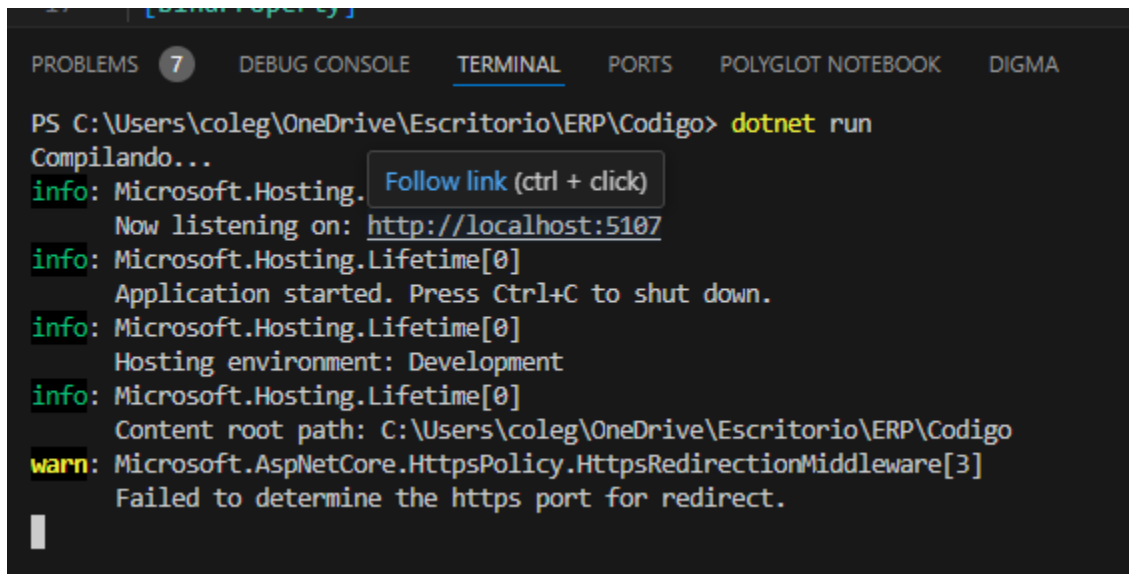 [BindProperty]
PROBLEMS 7 DEBUG CONSOLE TERMINAL PORTS POLYGLOT NOTEBOOK DIGMA
PS C:\Users\coleg\OneDrive\Escritorio\ERP\Codigo> dotnet run
Compilando...
Follow link (ctrl + click)
info: Microsoft.Hosting.
Now listening on: http://localhost:5107
info: Microsoft.Hosting.Lifetime[0]
Application started. Press Ctrl+C to shut down.
info: Microsoft.Hosting.Lifetime[0]
Hosting environment: Development
info: Microsoft.Hosting.Lifetime[0]
Content root path: C:\Users\coleg\OneDrive\Escritorio\ERP\Codigo
warn: Microsoft.AspNetCore.HttpsPolicy.HttpsRedirectionMiddleware[3]
Failed to determine the https port for redirect.